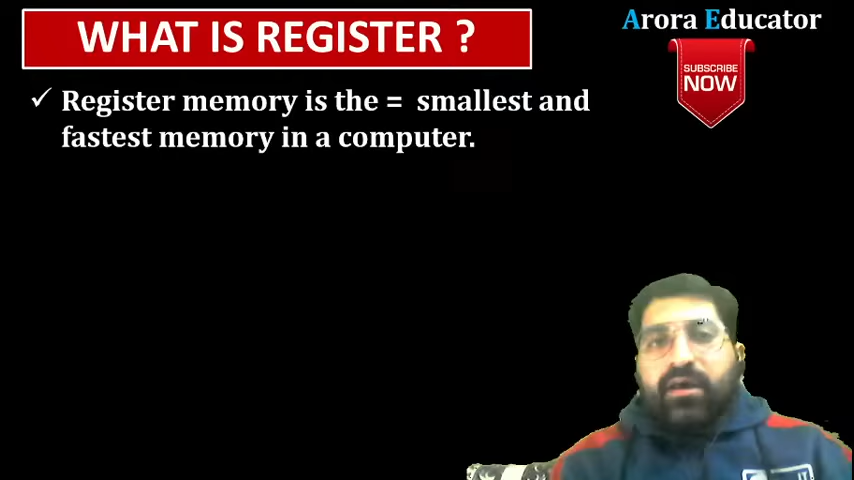 WHAT IS REGISTER ?
Arora Educator
SUBSCRIBE
NOW
✓ Register memory is the = smallest and
fastest memory in a computer.